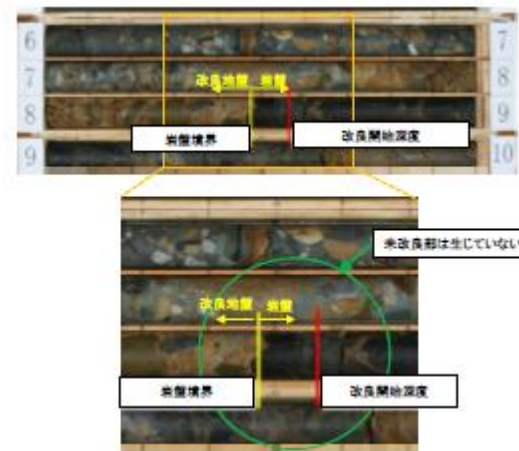 6
7
7
8
8
9
9
10
改良地盤 岩盤
岩盤境界
改良開始深度
未改良部は生じていない
改良地盤 岩盤
岩盤境界
改良開始深度